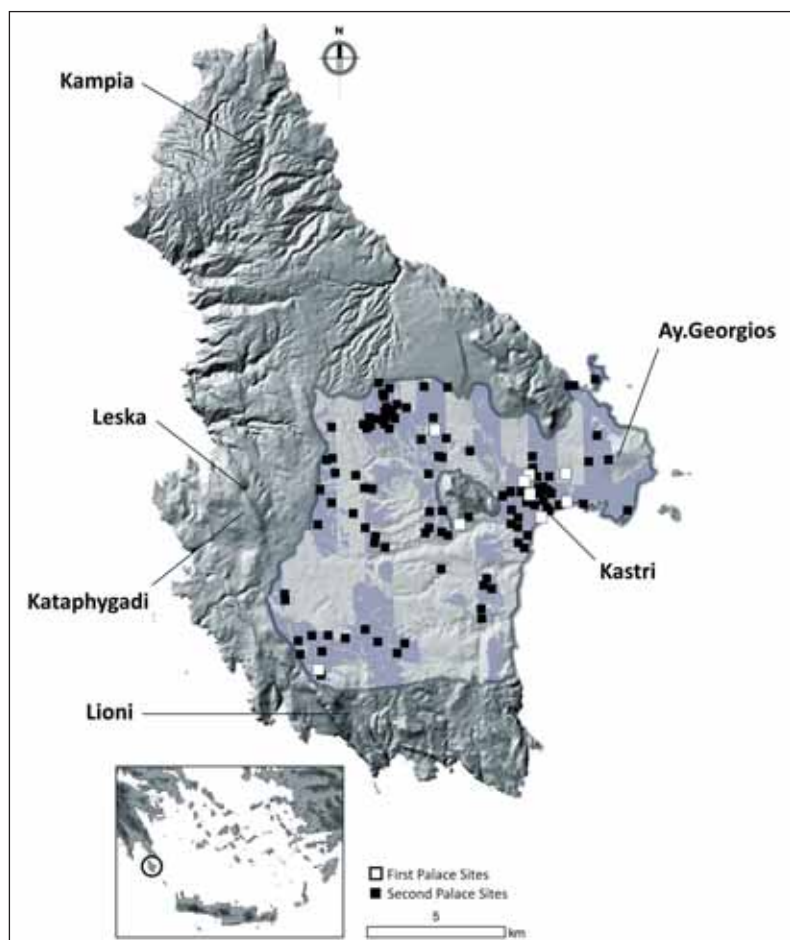 Kampia
Ay.Georgios
Leska
Kastri
Kataphygadi
Lioni
First Palace Sites
Second Palace Sites
5
km